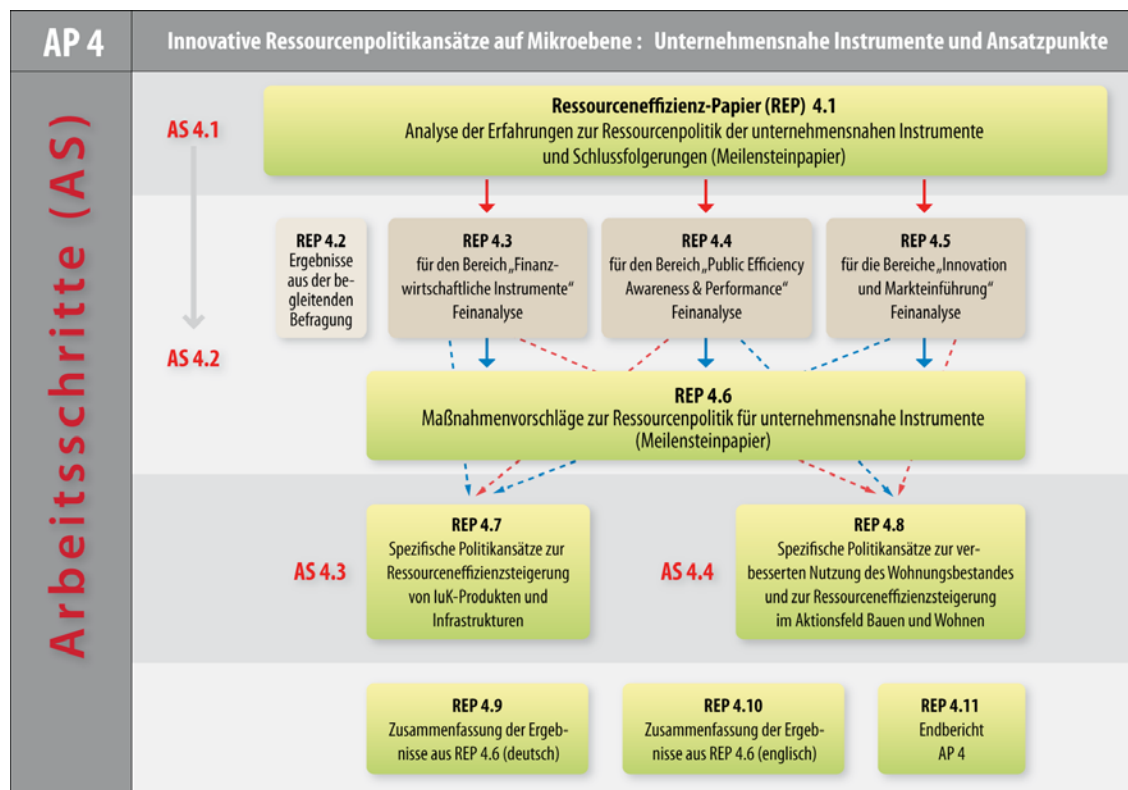 AP 4
Innovative Ressourcenpolitikansätze auf Mikroebene : Unternehmensnahe Instrumente und Ansatzpunkte
Arbeitsschritte (AS)
AS 4.1
Ressourceneffizienz-Papier (REP) 4.1
Analyse der Erfahrungen zur Ressourcenpolitik der unternehmensnahen Instrumente
und Schlussfolgerungen (Meilensteinpapier)
AS 4.2
REP 4.2
Ergebnisse
aus der be-
gleitenden
Befragung
REP 4.3
für den Bereich „Finanz-
wirtschaftliche Instrumente“
Feinanalyse
REP 4.4
für den Bereich „Public Efficiency
Awareness & Performance“
Feinanalyse
REP 4.5
für die Bereiche „Innovation
und Markteinführung“
Feinanalyse
REP 4.6
Maßnahmenvorschläge zur Ressourcenpolitik für unternehmensnahe Instrumente
(Meilensteinpapier)
AS 4.3
REP 4.7
Spezifische Politikansätze zur
Ressourceneffizienzsteigerung
von IuK-Produkten und
Infrastrukturen
AS 4.4
REP 4.8
Spezifische Politikansätze zur ver-
besserten Nutzung des Wohnungsbestandes
und zur Ressourceneffizienzsteigerung
im Aktionsfeld Bauen und Wohnen
REP 4.9
Zusammenfassung der Ergeb-
nisse aus REP 4.6 (deutsch)
REP 4.10
Zusammenfassung der Ergeb-
nisse aus REP 4.6 (englisch)
REP 4.11
Endbericht
AP 4